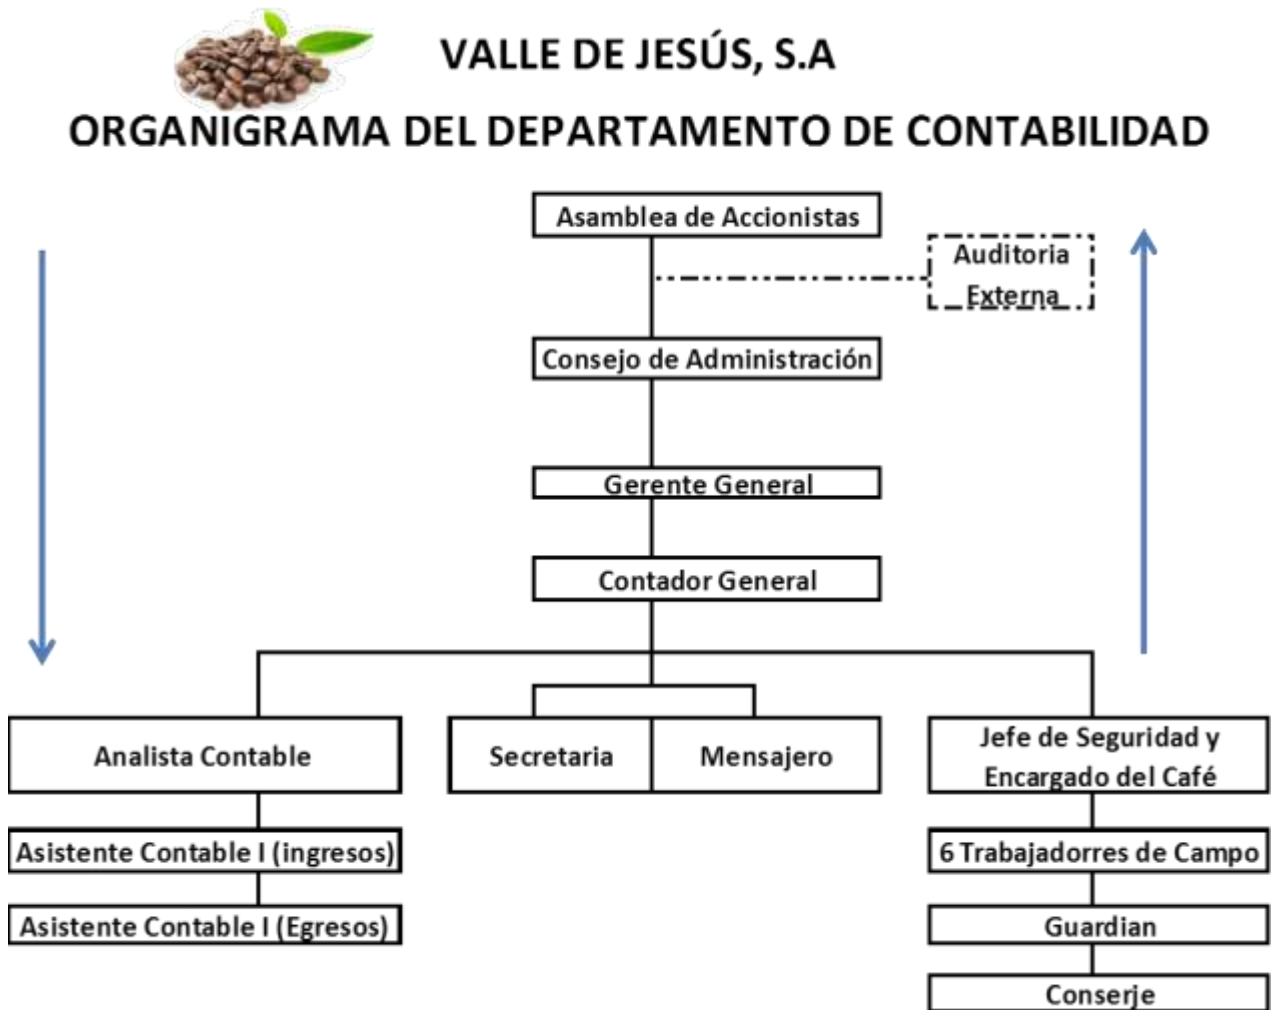 VALLE DE JESÚS, S.A
ORGANIGRAMA DEL DEPARTAMENTO DE CONTABILIDAD
Asamblea de Accionistas
Auditoria
Externa
Consejo de Administración
Gerente General
Contador General
Analista Contable
Secretaria
Mensajero
Jefe de Seguridad y
Encargado del Café
Asistente Contable I (ingresos)
6 Trabajadorres de Campo
Asistente Contable I (Egresos)
Guardian
Conserje